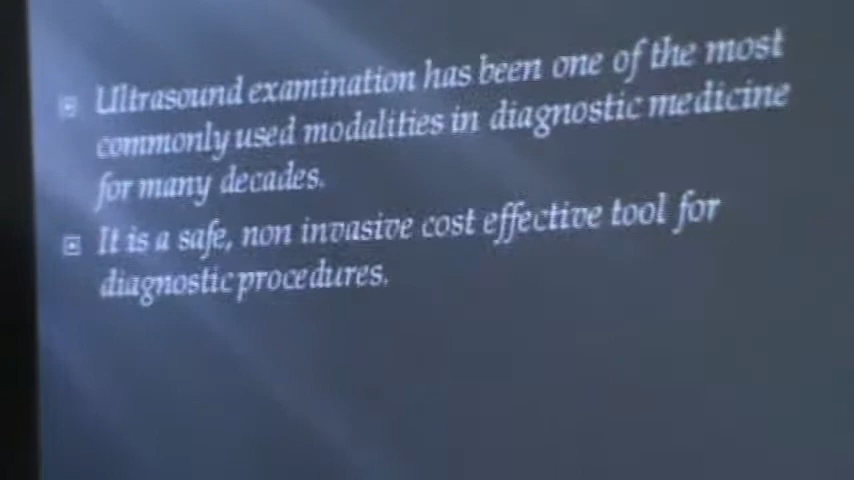 Ultrasound examination has been one of the most
commonly used modalities in diagnostic medicine
for many decades.
It is a safe, non invasive cost effective tool for
diagnostic procedures.